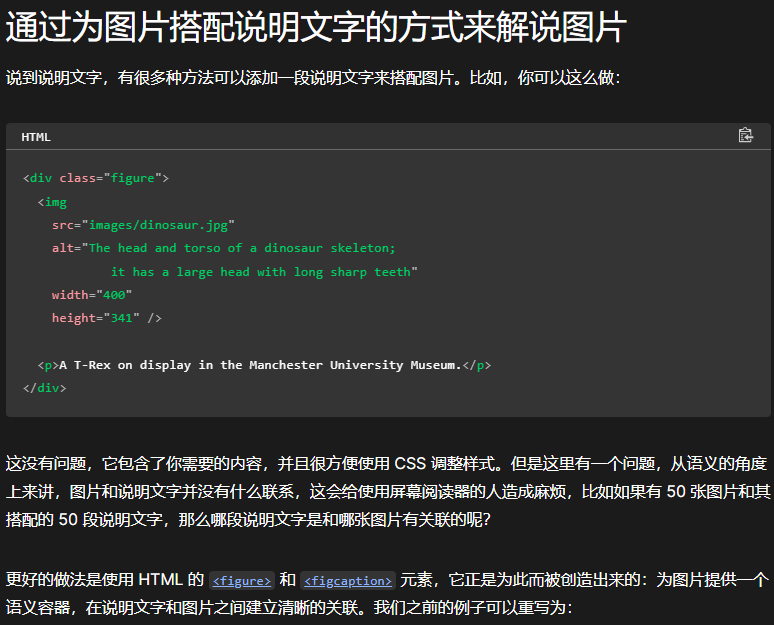 通过为图片搭配说明文字的方式来解说图片
说到说明文字，有很多种方法可以添加一段说明文字来搭配图片。比如，你可以这么做：
HTML
<div class="figure">
  <img
    src="images/dinosaur.jpg"
    alt="The head and torso of a dinosaur skeleton;
            it has a large head with long sharp teeth"
    width="400"
    height="341" />
  <p>A T-Rex on display in the Manchester University Museum.</p>
</div>
这没有问题，它包含了你需要的内容，并且很方便使用 CSS 调整样式。但是这里有一个问题，从语义的角度
上来讲，图片和说明文字并没有什么联系，这会给使用屏幕阅读器的人造成麻烦，比如如果有 50 张图片和其
搭配的 50 段说明文字，那么哪段说明文字是和哪张图片有关联的呢？
更好的做法是使用 HTML 的 <figure> 和 <figcaption> 元素，它正是为此而被创造出来的：为图片提供一个
语义容器，在说明文字和图片之间建立清晰的关联。我们之前的例子可以重写为：